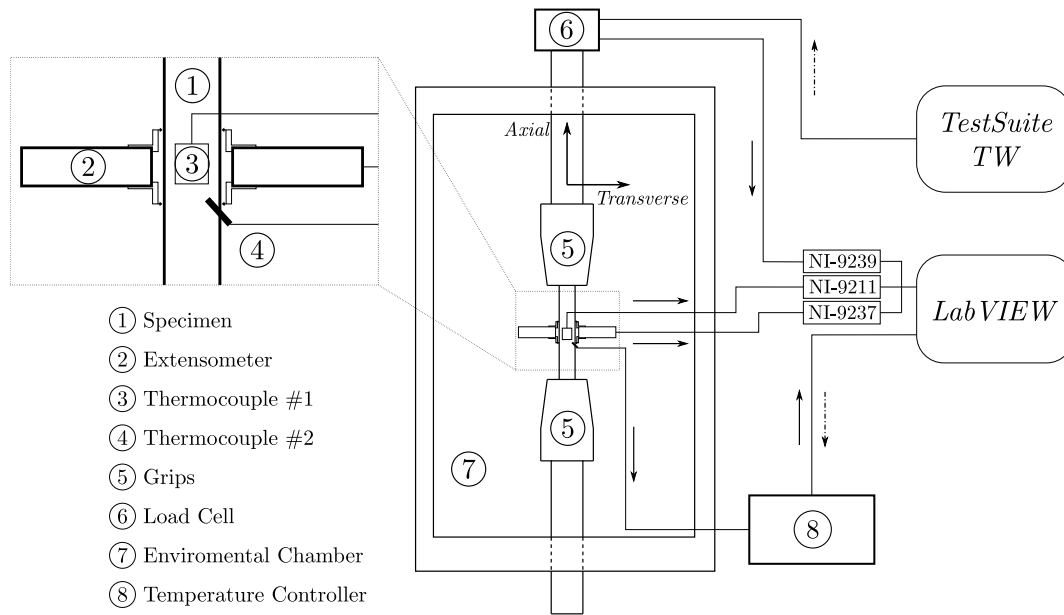 6
1
TestSuite
TW
Axial
2
3
Transverse
4
5
NI-9239
NI-9211
NI-9237
LabVIEW
1 Specimen
2 Extensometer
3 Thermocouple #1
4 Thermocouple #2
5 Grips
6 Load Cell
7 Enviromental Chamber
8 Temperature Controller
5
7
8